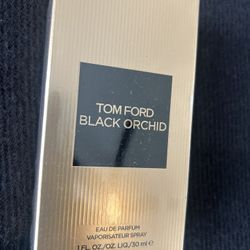 TOM FORD
BLACK ORCHID
EAU DE PARFUM
VAPORISATEUR SPRAY
1 FL. OZ./OZ. LIQ./30 ml ℮